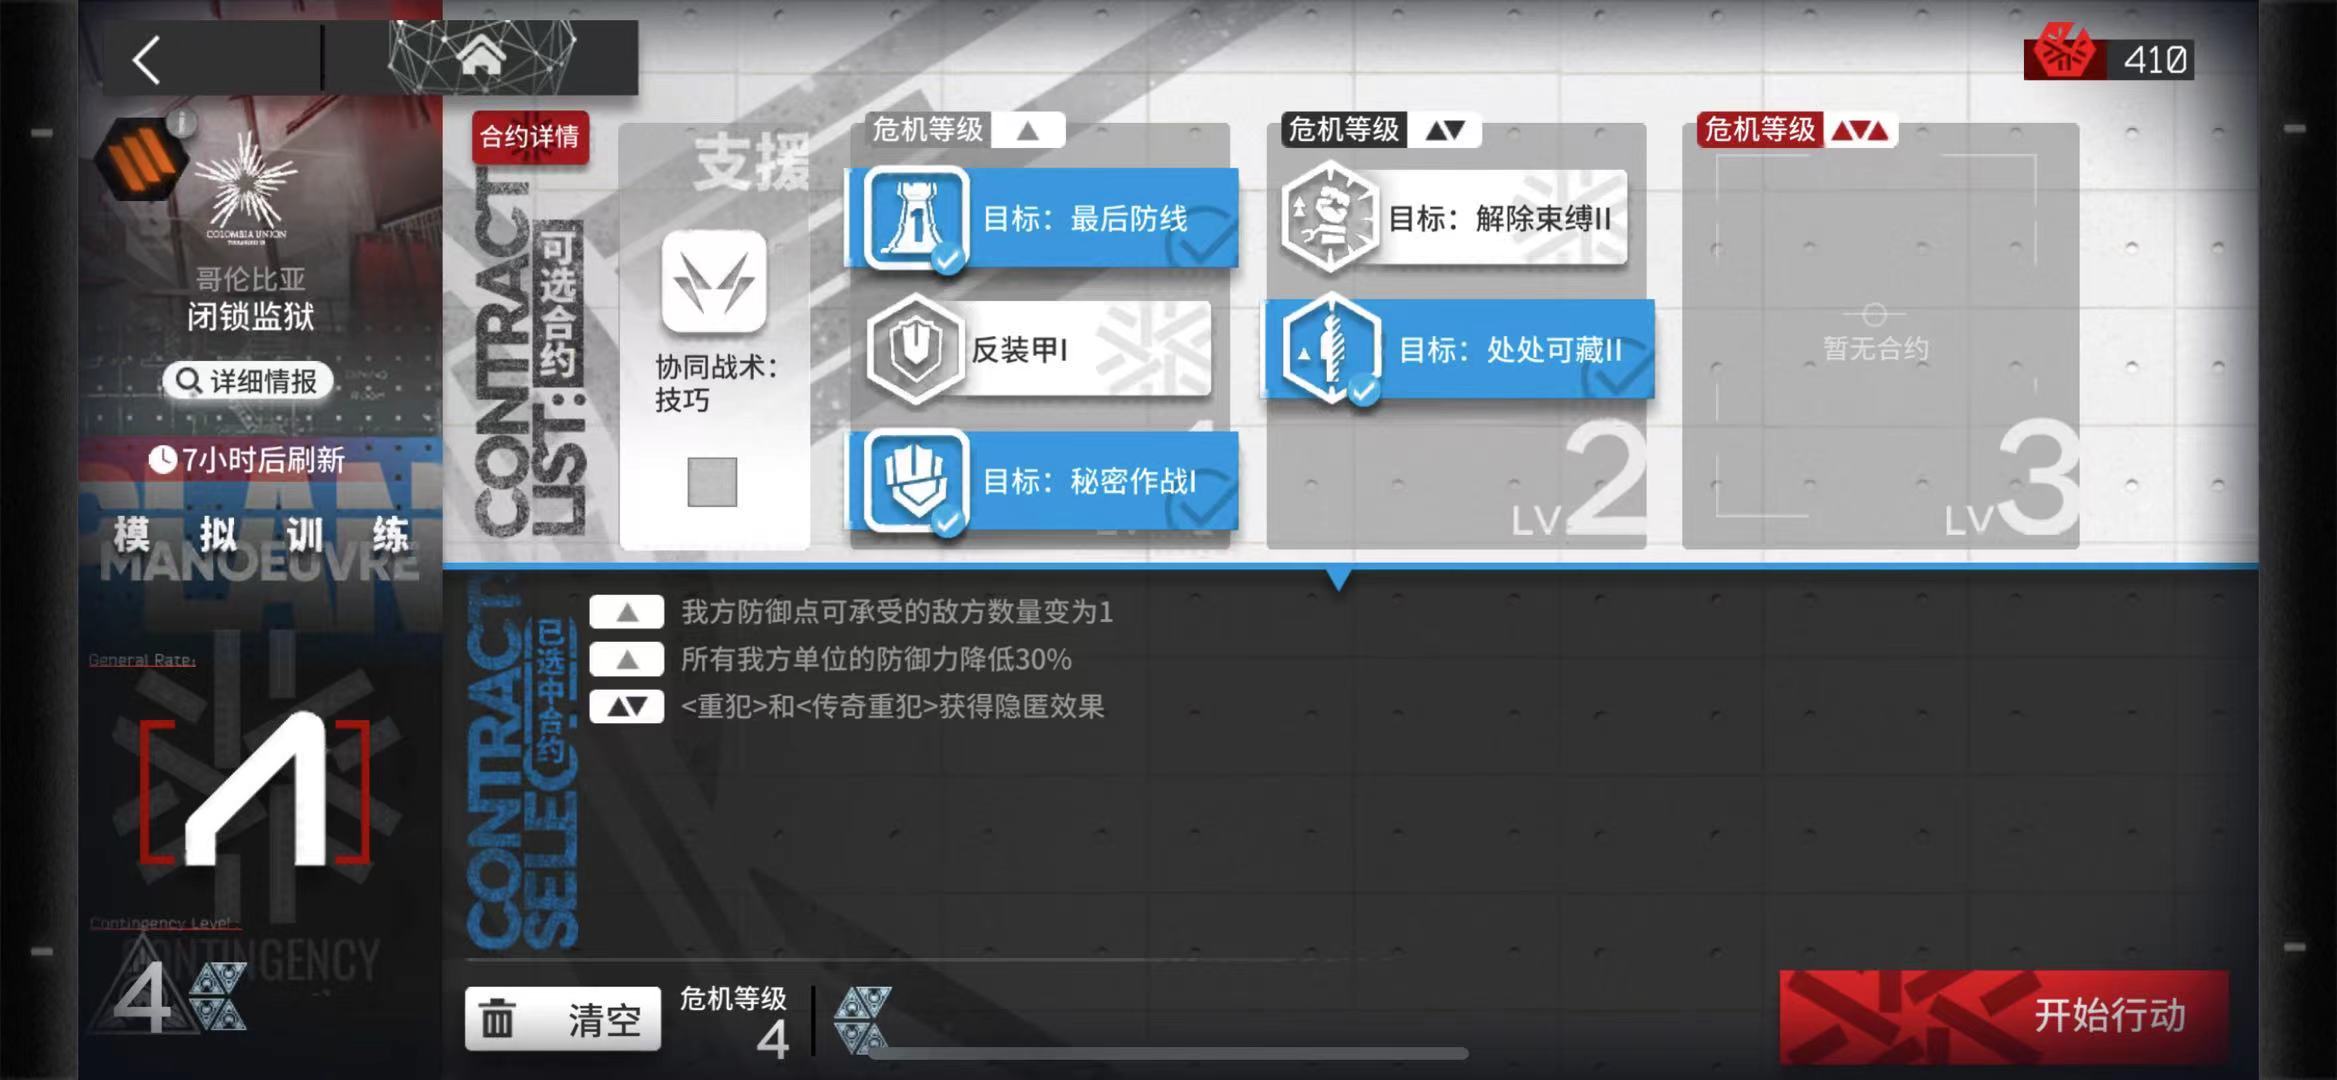 410
COLOMBIA UNION
哥伦比亚
闭锁监狱
详细情报
7小时后刷新
模拟训练
MANOEUVRE
General Rate:
Contingency Level:
CONTINGENCY
4
合约详情
CONTRACT
LIST:
可选合约
支援
协同战术：
技巧
危机等级
目标：最后防线
反装甲I
目标：秘密作战I
危机等级
目标：解除束缚II
目标：处处可藏II
LV 2
危机等级
暂无合约
LV 3
CONTRACT
SELEC
已选中合约
我方防御点可承受的敌方数量变为1
所有我方单位的防御力降低30%
<重犯>和<传奇重犯>获得隐匿效果
清空
危机等级
4
开始行动